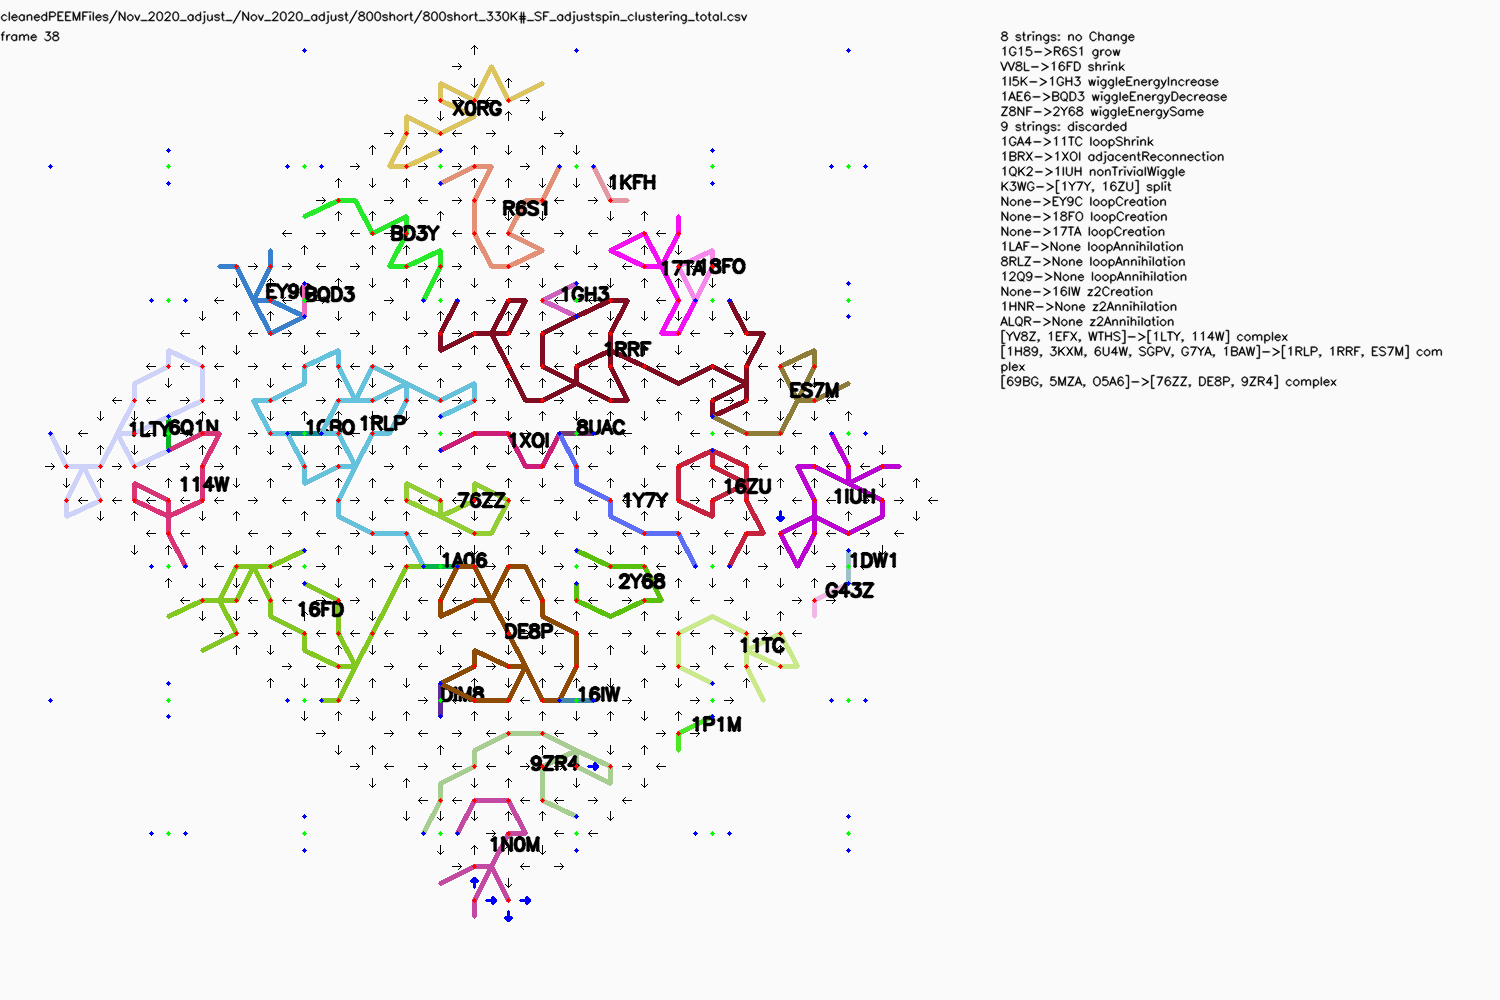 cleanedPEEMFiles/Nov_2020_adjust_/Nov_2020_adjust/800short/800short_330K#_SF_adjustspin_clustering_total.csv
frame 38
8 strings: no Change
1G15->R6S1 grow
VV8L->16FD shrink
1I5K->1GH3 wiggleEnergyIncrease
1AE6->BQD3 wiggleEnergyDecrease
Z8NF->2Y68 wiggleEnergySame
9 strings: discarded
1GA4->11TC loopShrink
1BRX->1XOI adjacentReconnection
1QK2->1IUH nonTrivialWiggle
K3WG->[1Y7Y, 16ZU] split
None->EY9C loopCreation
None->18FO loopCreation
None->17TA loopCreation
1LAF->None loopAnnihilation
8RLZ->None loopAnnihilation
12Q9->None loopAnnihilation
None->16IW z2Creation
1HNR->None z2Annihilation
ALQR->None z2Annihilation
[YV8Z, 1EFX, WTHS]->[1LTY, 114W] complex
[1H89, 3KXM, 6U4W, SGPV, G7YA, 1BAW]->[1RLP, 1RRF, ES7M] com
plex
[69BG, 5MZA, O5A6]->[76ZZ, DE8P, 9ZR4] complex
X0RG
1KFH
R6S1
BD3Y
17TA 18FO
EY9C BQD3
1GH3
1RRF
ES7M
1LTY 6Q1N
1RLP
1XOI
8UAC
114W
76ZZ
1Y7Y
16ZU
1IUH
1A06
1DW1
2Y68
G43Z
16FD
DE8P
11TC
DIM8
16IW
1P1M
9ZR4
1N0M